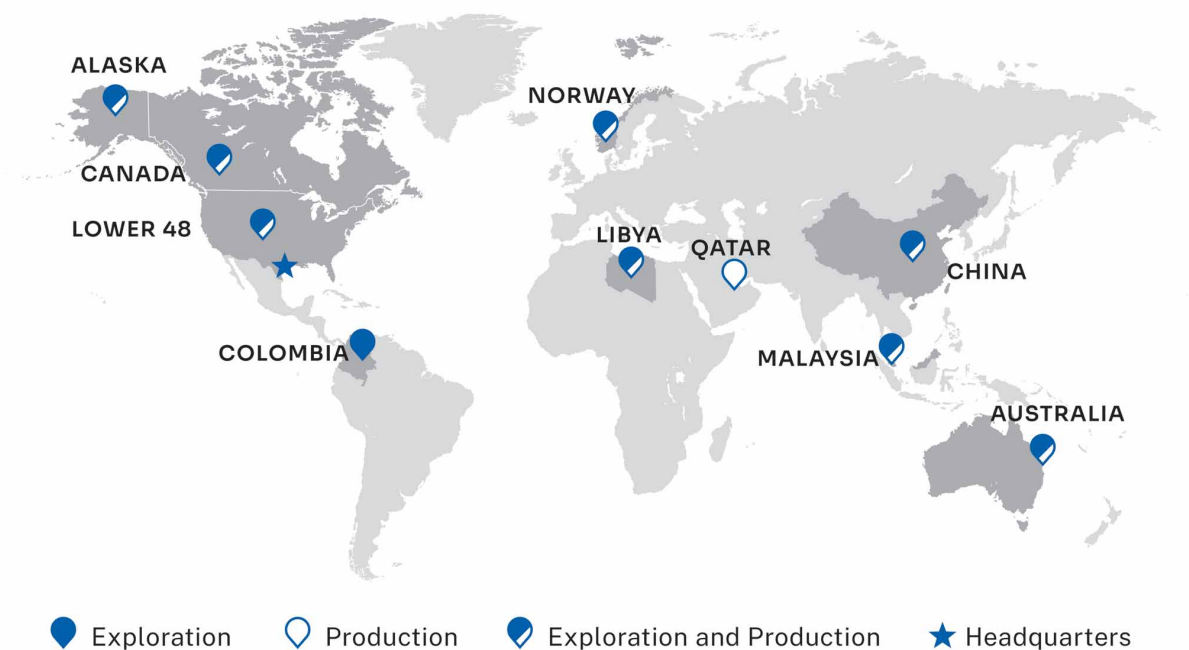 ALASKA
NORWAY
CANADA
LOWER 48
LIBYA
QATAR
CHINA
COLOMBIA
MALAYSIA
AUSTRALIA
Exploration
Production
Exploration and Production
Headquarters